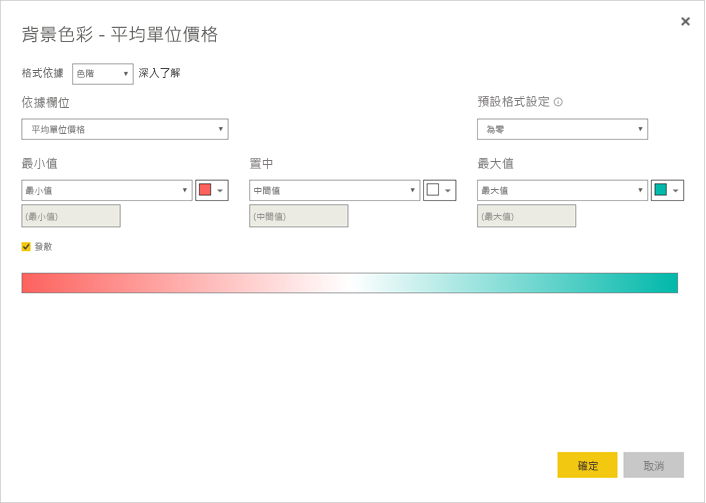 背景色彩 - 平均單位價格
格式依據 色階 深入了解
依據欄位 預設格式設定
平均單位價格 為零
最小值 置中 最大值
最小值 中間值 最大值
(最小值) (中間值) (最大值)
發散
確定 取消